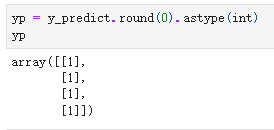 yp = y_predict.round(0).astype(int)
yp
array([[1],
       [1],
       [1],
       [1]])